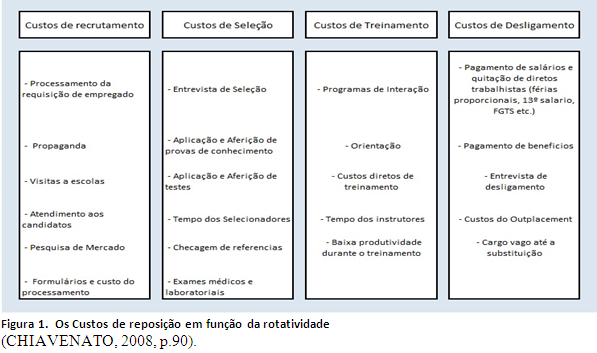 Custos de recrutamento
- Processamento da
requisição de empregado
- Propaganda
- Visitas a escolas
- Atendimento aos
candidatos
- Pesquisa de Mercado
- Formulários e custo do
processamento
Custos de Seleção
- Entrevista de Seleção
- Aplicação e Aferição de
provas de conhecimento
- Aplicação e Aferição de
testes
- Tempo dos Selecionadores
- Checagem de referencias
- Exames médicos e
laboratoriais
Custos de Treinamento
- Programas de Interação
- Orientação
- Custos diretos de
treinamento
- Tempo dos instrutores
- Baixa produtividade
durante o treinamento
Custos de Desligamento
- Pagamento de salários e
quitação de diretos
trabalhistas (férias
proporcionais, 13º salario,
FGTS etc.)
- Pagamento de beneficios
- Entrevista de
desligamento
- Custos do Outplacement
- Cargo vago até a
substituição
Figura 1. Os Custos de reposição em função da rotatividade
(CHIAVENATO, 2008, p.90).